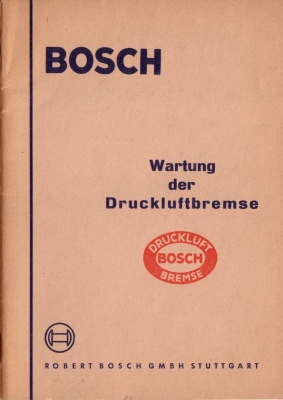 BOSCH
Wartung
der
Druckluftbremse
DRUCKLUFT
BOSCH
BREMSE
ROBERT BOSCH GMBH STUTTGART